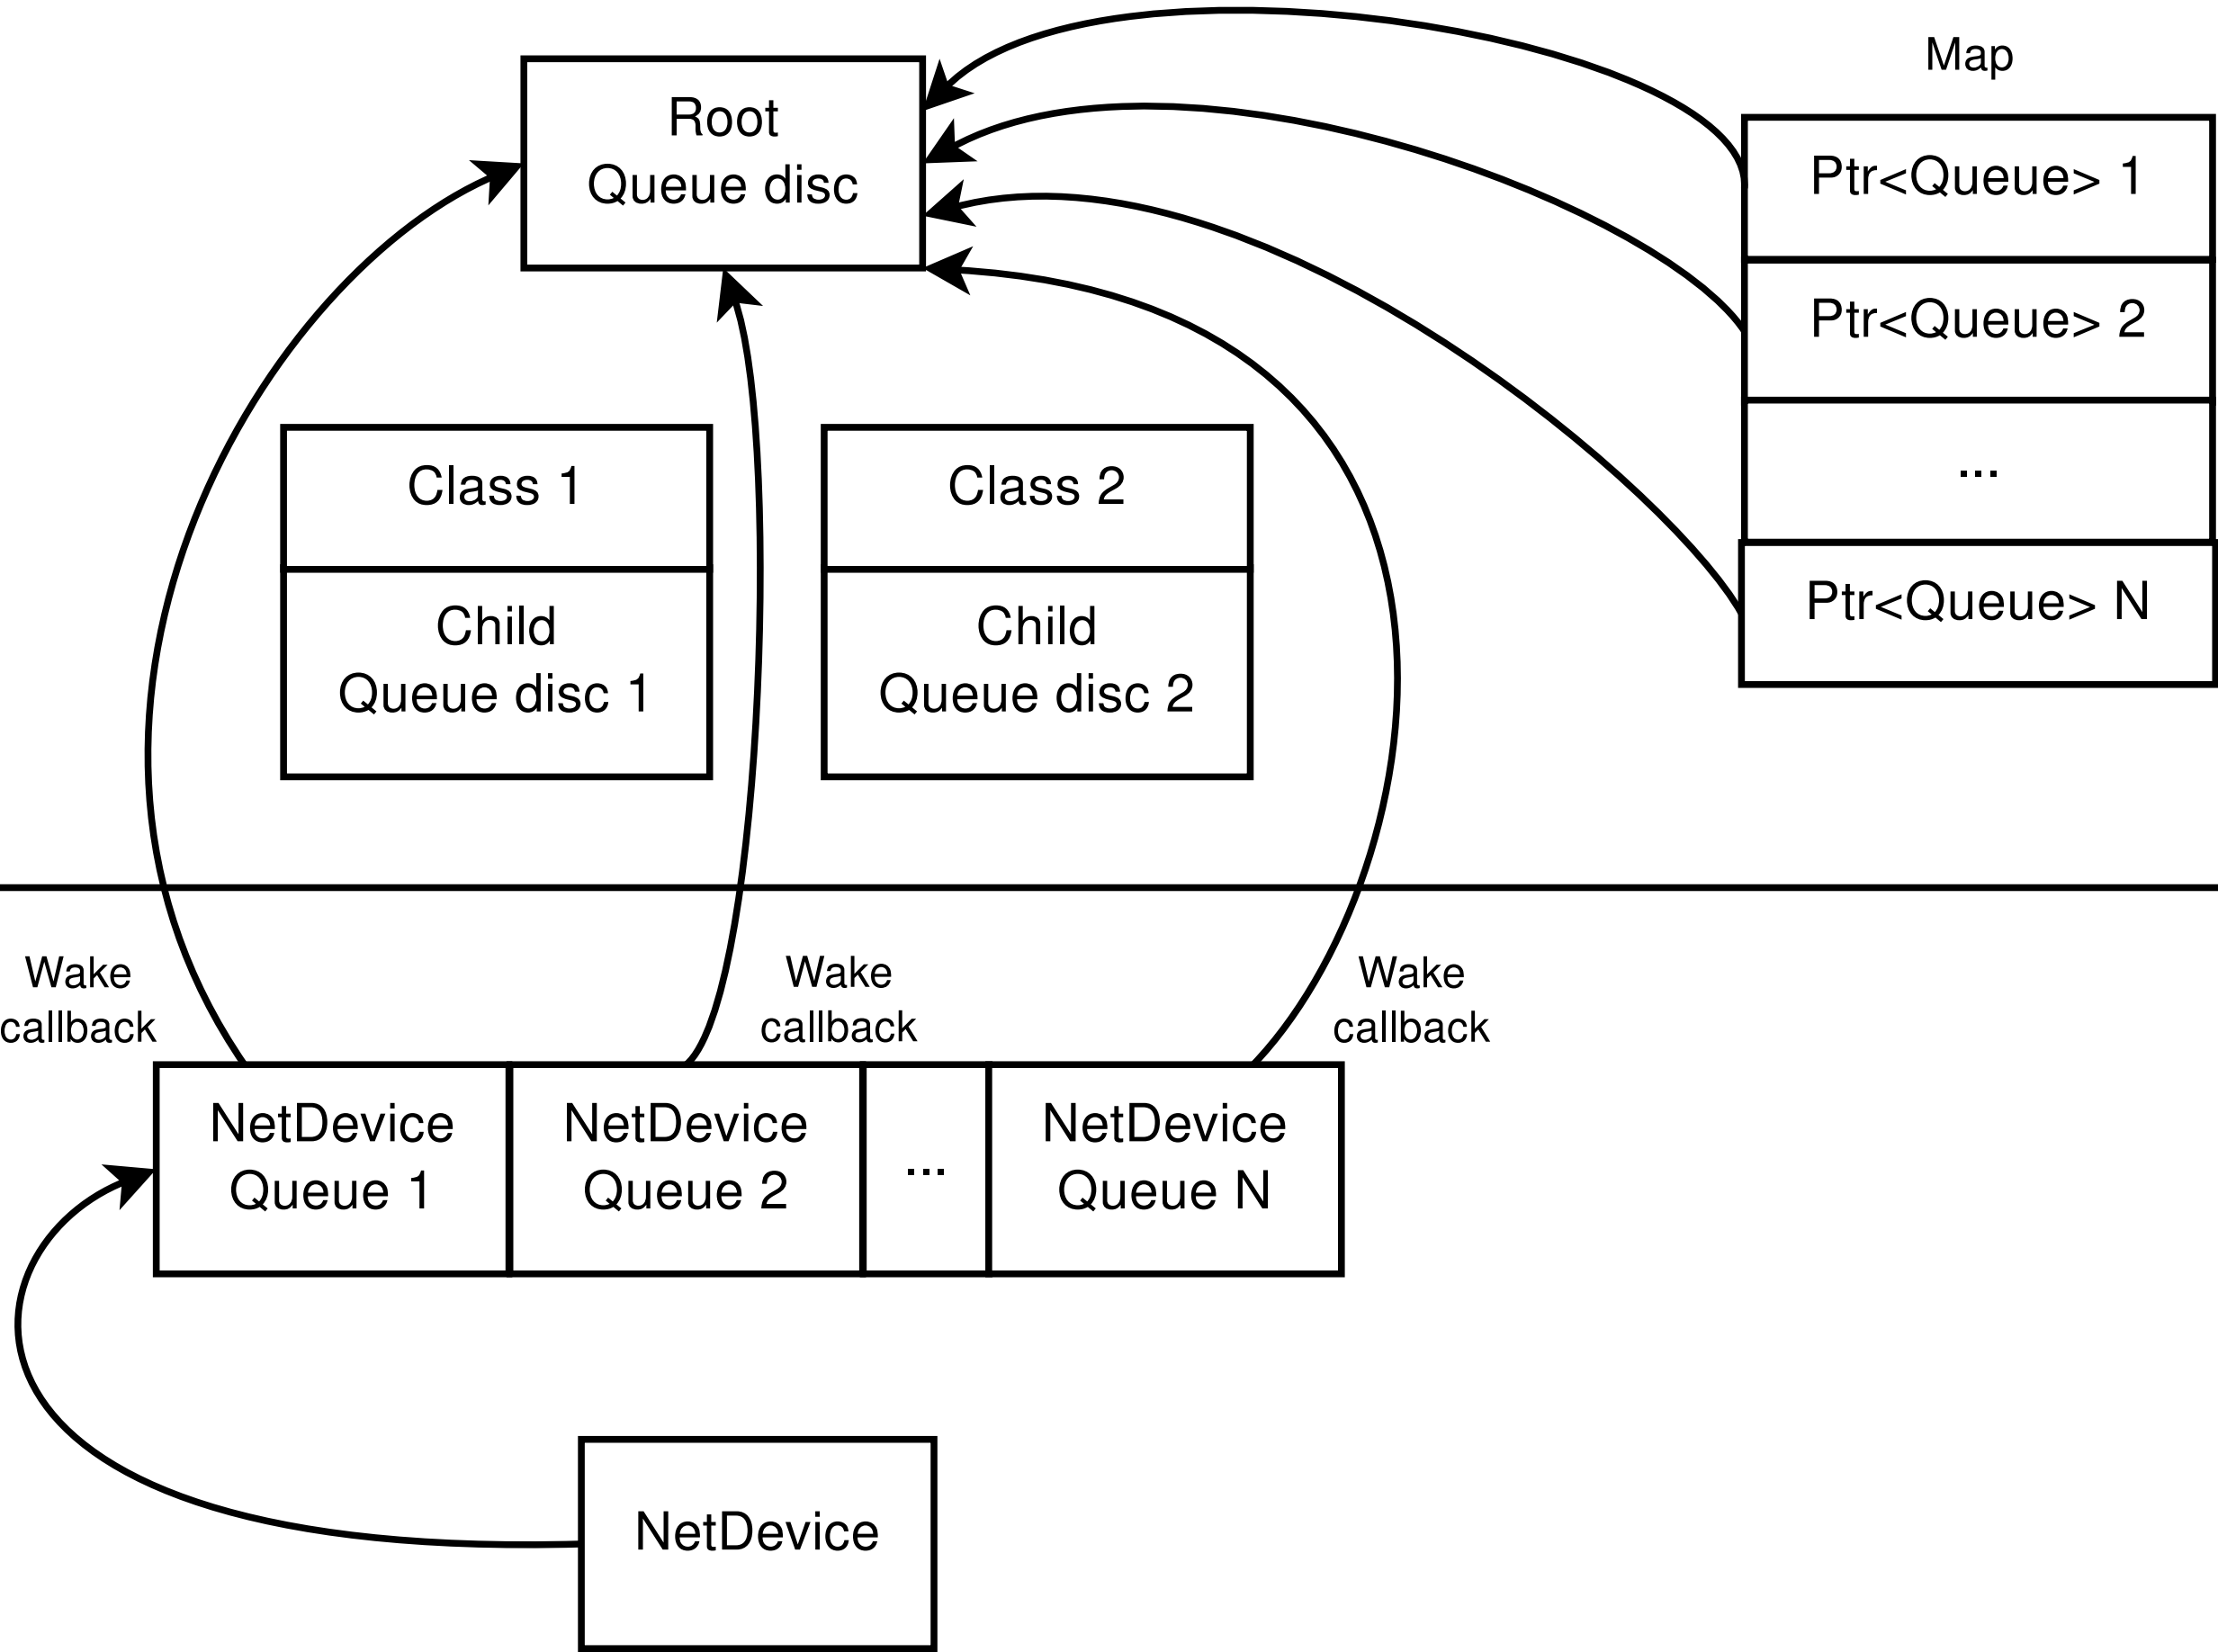 Map
Root
Queue disc
Ptr<Queue> 1
Ptr<Queue> 2
...
Ptr<Queue> N
Class 1
Child
Queue disc 1
Class 2
Child
Queue disc 2
Wake
callback
Wake
callback
Wake
callback
NetDevice
Queue 1
NetDevice
Queue 2
...
NetDevice
Queue N
NetDevice